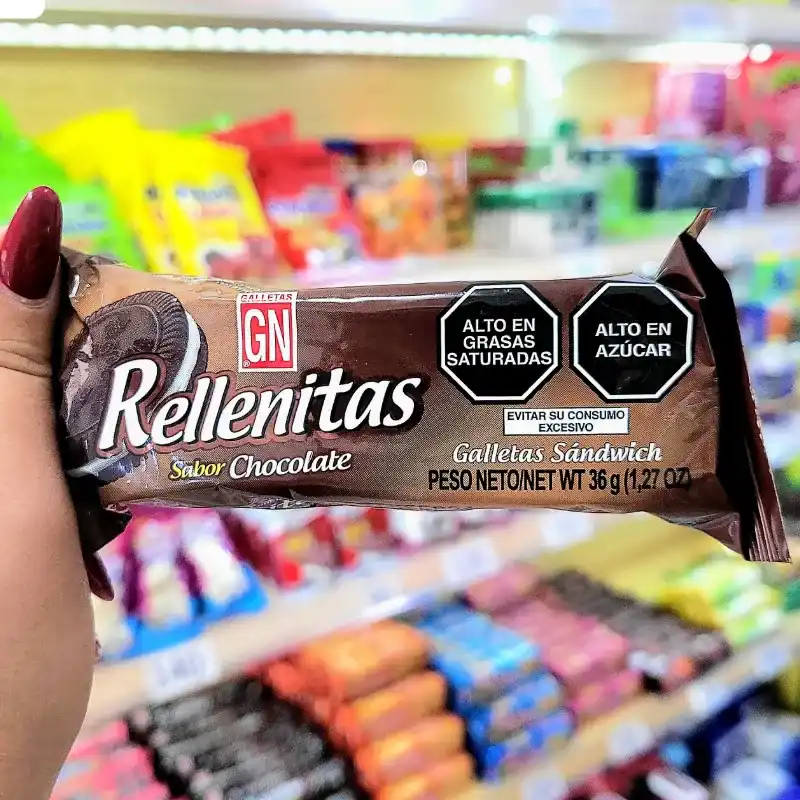 GALLETAS
GN
®
Rellenitas
Sabor Chocolate
ALTO EN
GRASAS
SATURADAS
ALTO EN
AZÚCAR
EVITAR SU CONSUMO
EXCESIVO
Galletas Sándwich
PESO NETO/NET WT 36 g (1,27 OZ)